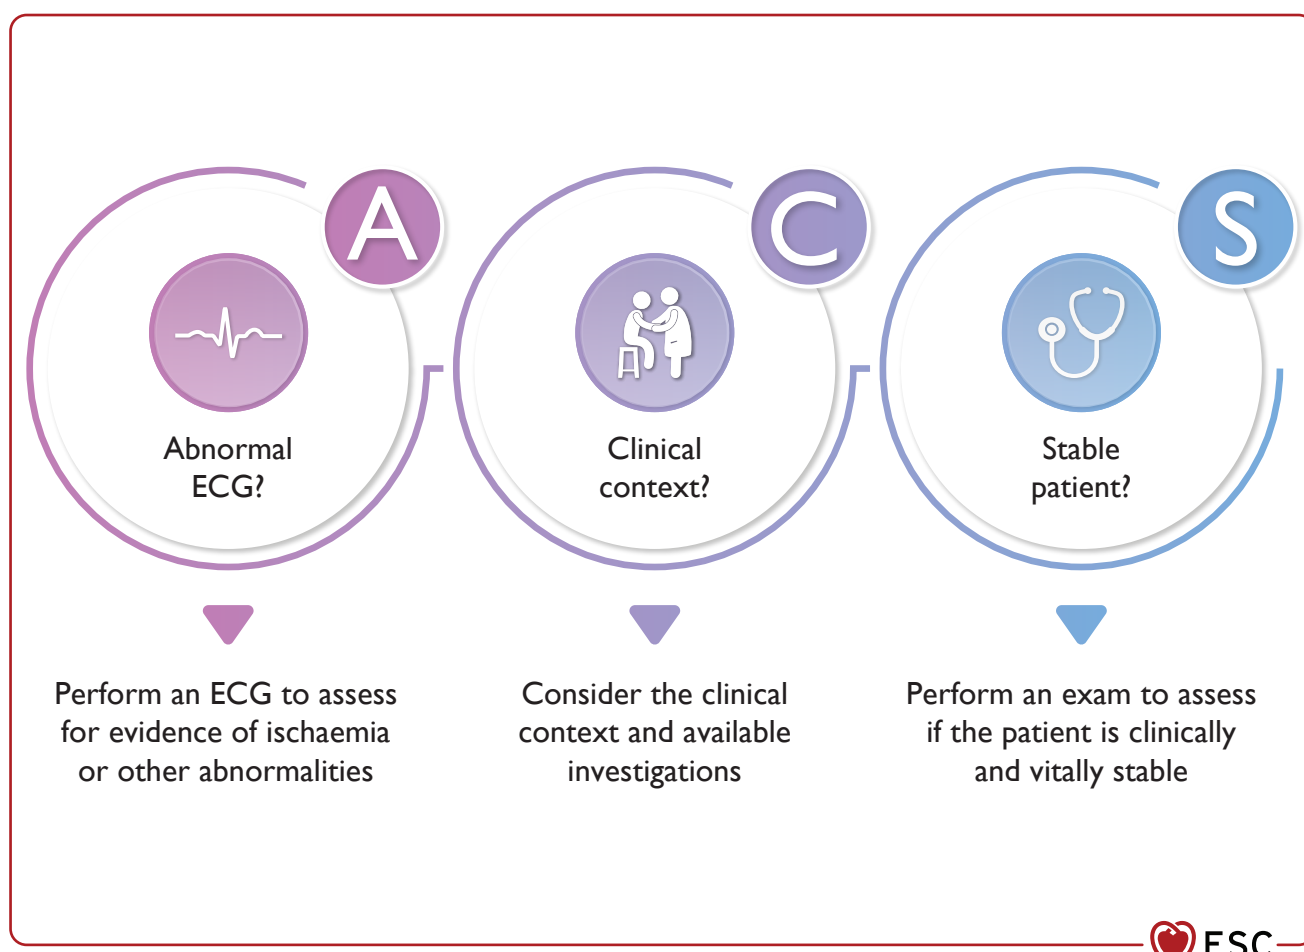 A
C
S
Abnormal
ECG?
Clinical
context?
Stable
patient?
Perform an ECG to assess
for evidence of ischaemia
or other abnormalities
Consider the clinical
context and available
investigations
Perform an exam to assess
if the patient is clinically
and vitally stable
ESC